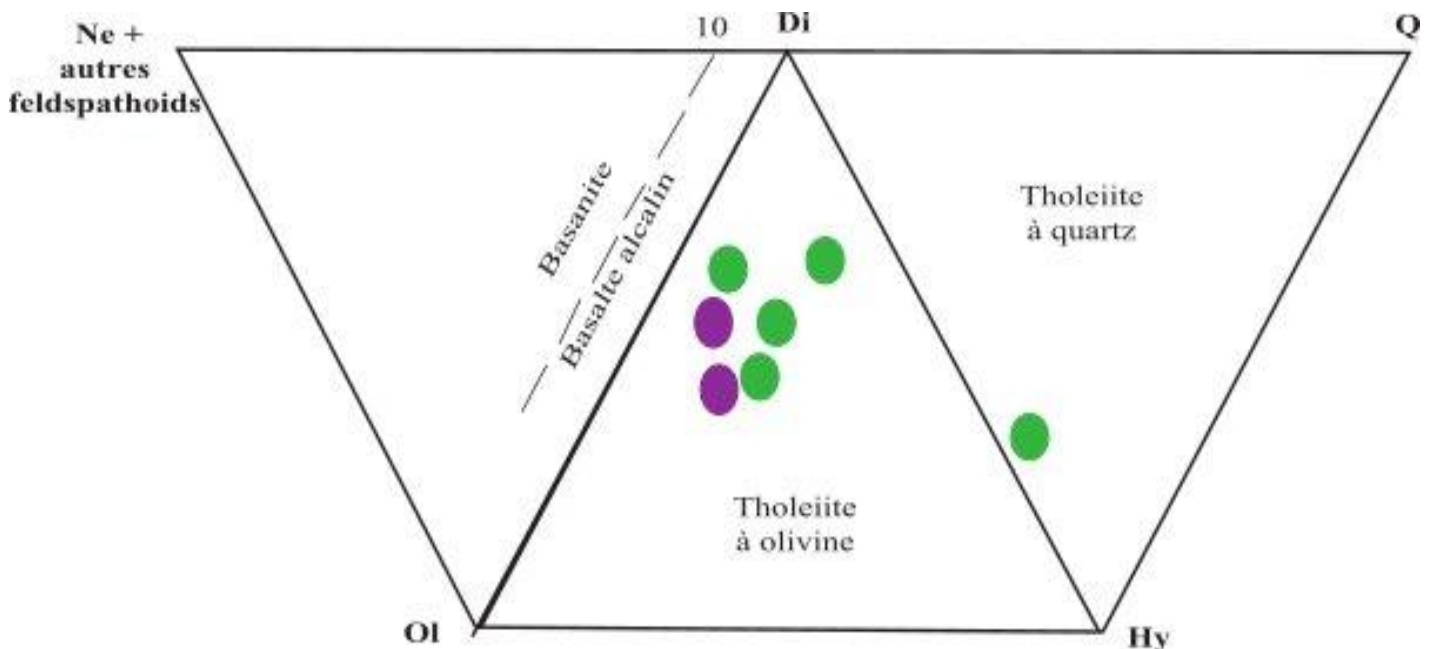 Ne +
autres
feldspathoids
10
Di
Q
Basanite
Basalte alcalin
Tholeiite
à quartz
Tholeiite
à olivine
Ol
Hy